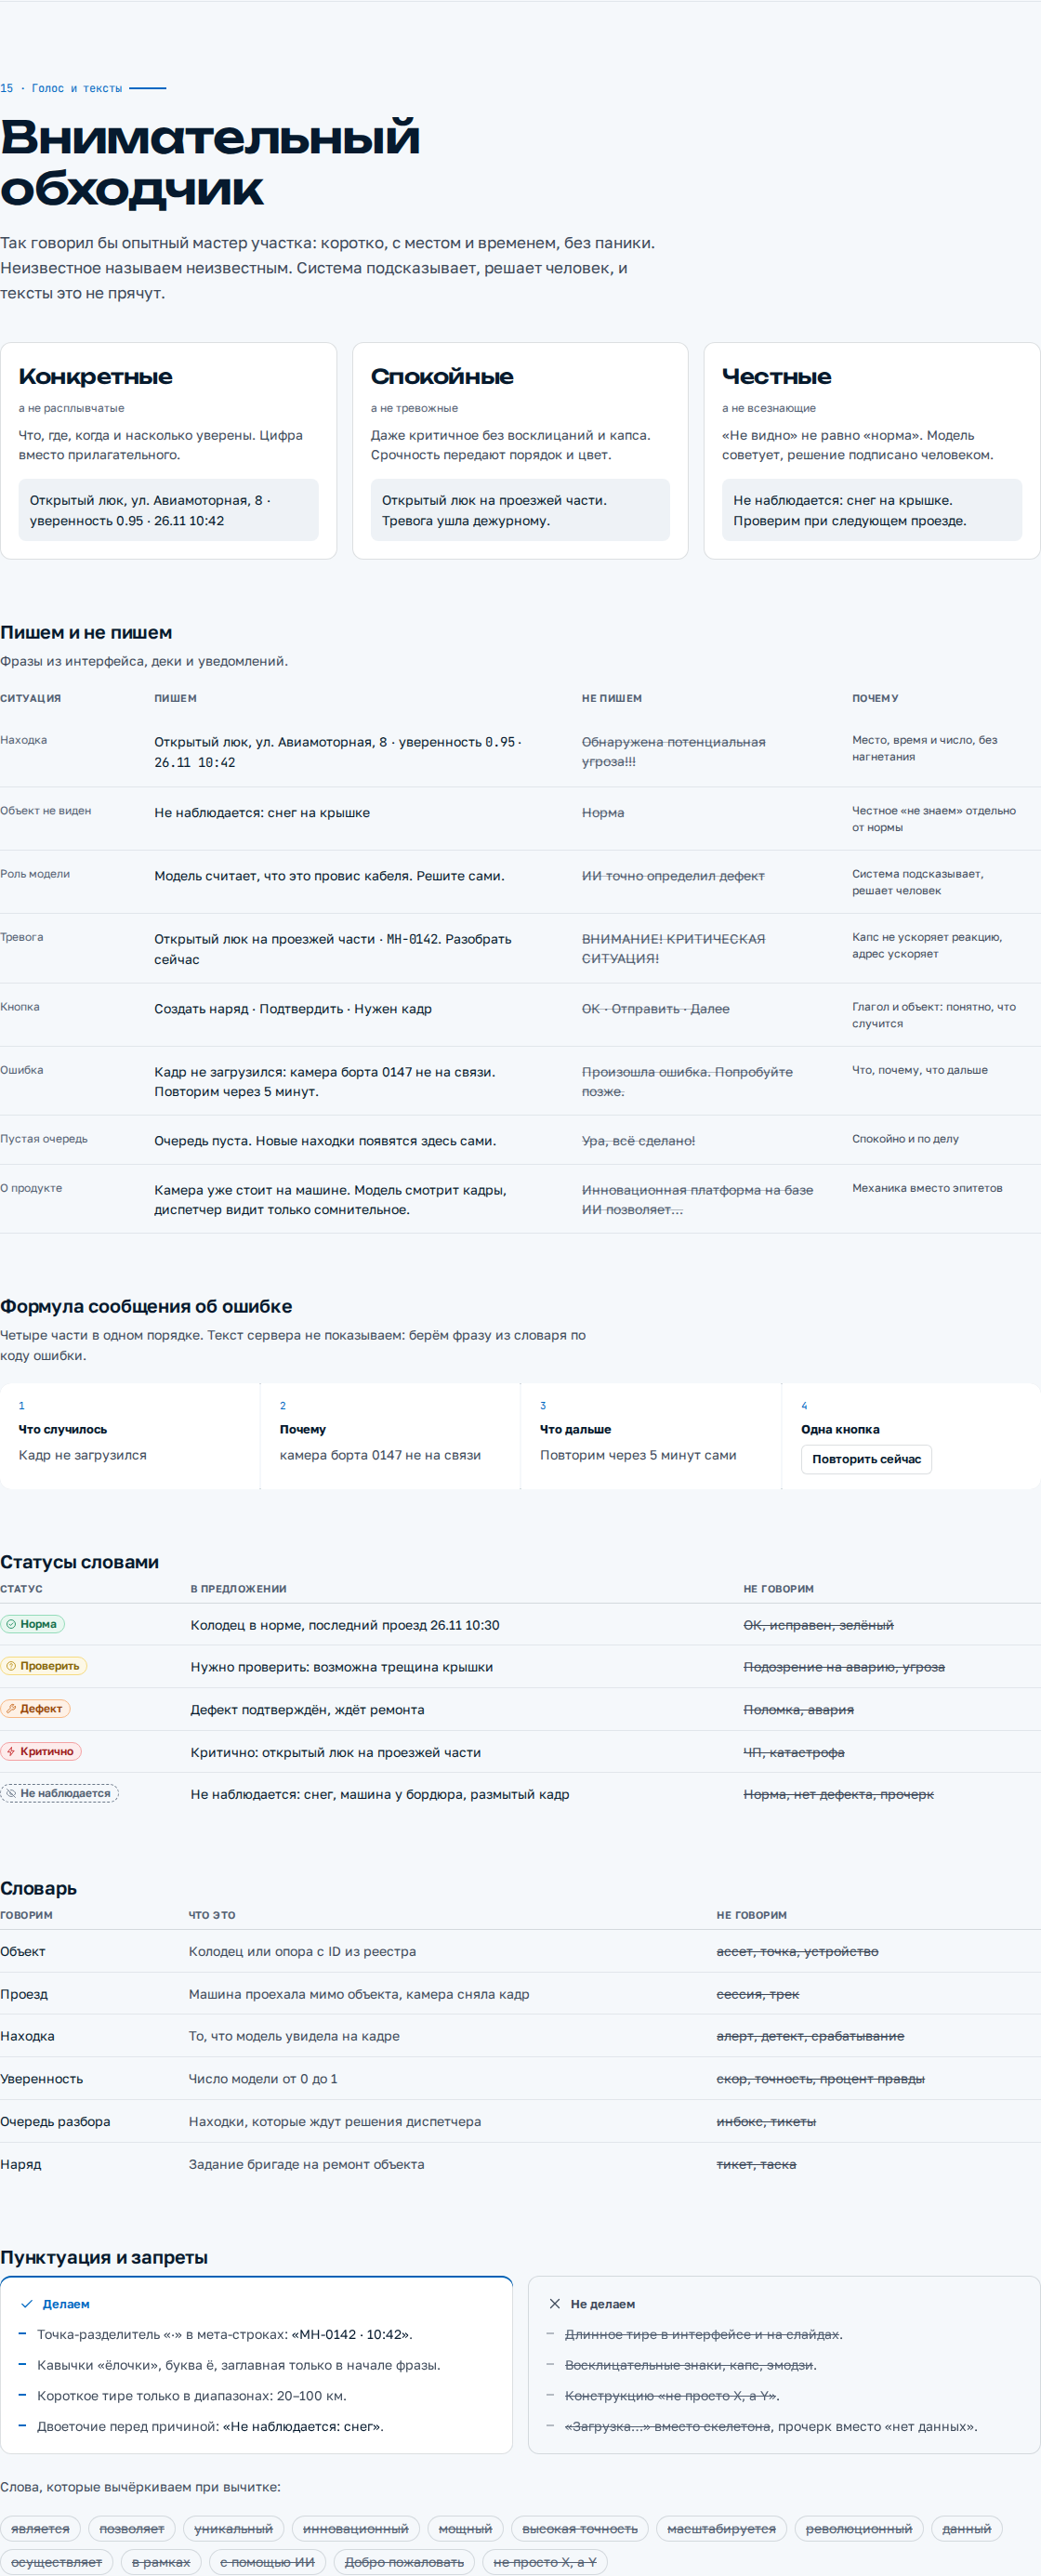 15 · Голос и тексты
Внимательный
обходчик
Так говорил бы опытный мастер участка: коротко, с местом и временем, без паники.
Неизвестное называем неизвестным. Система подсказывает, решает человек, и
тексты это не прячут.
Конкретные
а не расплывчатые
Что, где, когда и насколько уверены. Цифра
вместо прилагательного.
Открытый люк, ул. Авиамоторная, 8 ·
уверенность 0.95 · 26.11 10:42
Спокойные
а не тревожные
Даже критичное без восклицаний и капса.
Срочность передают порядок и цвет.
Открытый люк на проезжей части.
Тревога ушла дежурному.
Честные
а не всезнающие
«Не видно» не равно «норма». Модель
советует, решение подписано человеком.
Не наблюдается: снег на крышке.
Проверим при следующем проезде.
Пишем и не пишем
Фразы из интерфейса, деки и уведомлений.
СИТУАЦИЯ ПИШЕМ НЕ ПИШЕМ ПОЧЕМУ
Находка
Открытый люк, ул. Авиамоторная, 8 · уверенность 0.95 ·
26.11 10:42
Обнаружена потенциальная
угроза!!!
Место, время и число, без
нагнетания
Объект не виден
Не наблюдается: снег на крышке
Норма
Честное «не знаем» отдельно
от нормы
Роль модели
Модель считает, что это провис кабеля. Решите сами.
ИИ точно определил дефект
Система подсказывает,
решает человек
Тревога
Открытый люк на проезжей части · МН-0142. Разобрать
сейчас
ВНИМАНИЕ! КРИТИЧЕСКАЯ
СИТУАЦИЯ!
Капс не ускоряет реакцию,
адрес ускоряет
Кнопка
Создать наряд · Подтвердить · Нужен кадр
ОК · Отправить · Далее
Глагол и объект: понятно, что
случится
Ошибка
Кадр не загрузился: камера борта 0147 не на связи.
Повторим через 5 минут.
Произошла ошибка. Попробуйте
позже.
Что, почему, что дальше
Пустая очередь
Очередь пуста. Новые находки появятся здесь сами.
Ура, всё сделано!
Спокойно и по делу
О продукте
Камера уже стоит на машине. Модель смотрит кадры,
диспетчер видит только сомнительное.
Инновационная платформа на базе
ИИ позволяет…
Механика вместо эпитетов
Формула сообщения об ошибке
Четыре части в одном порядке. Текст сервера не показываем: берём фразу из словаря по
коду ошибки.
1
Что случилось
Кадр не загрузился
2
Почему
камера борта 0147 не на связи
3
Что дальше
Повторим через 5 минут сами
4
Одна кнопка
Повторить сейчас
Статусы словами
СТАТУС В ПРЕДЛОЖЕНИИ НЕ ГОВОРИМ
Норма Колодец в норме, последний проезд 26.11 10:30 ОК, исправен, зелёный
Проверить Нужно проверить: возможна трещина крышки Подозрение на аварию, угроза
Дефект Дефект подтверждён, ждёт ремонта Поломка, авария
Критично Критично: открытый люк на проезжей части ЧП, катастрофа
Не наблюдается Не наблюдается: снег, машина у бордюра, размытый кадр Норма, нет дефекта, прочерк
Словарь
ГОВОРИМ ЧТО ЭТО НЕ ГОВОРИМ
Объект Колодец или опора с ID из реестра ассет, точка, устройство
Проезд Машина проехала мимо объекта, камера сняла кадр сессия, трек
Находка То, что модель увидела на кадре алерт, детект, срабатывание
Уверенность Число модели от 0 до 1 скор, точность, процент правды
Очередь разбора Находки, которые ждут решения диспетчера инбокс, тикеты
Наряд Задание бригаде на ремонт объекта тикет, таска
Пунктуация и запреты
Делаем
Точка-разделитель «·» в мета-строках: «МН-0142 · 10:42».
Кавычки «ёлочки», буква ё, заглавная только в начале фразы.
Короткое тире только в диапазонах: 20–100 км.
Двоеточие перед причиной: «Не наблюдается: снег».
Не делаем
Длинное тире в интерфейсе и на слайдах.
Восклицательные знаки, капс, эмодзи.
Конструкцию «не просто X, а Y».
«Загрузка…» вместо скелетона, прочерк вместо «нет данных».
Слова, которые вычёркиваем при вычитке:
является позволяет уникальный инновационный мощный высокая точность масштабируется революционный данный
осуществляет в рамках с помощью ИИ Добро пожаловать не просто X, а Y